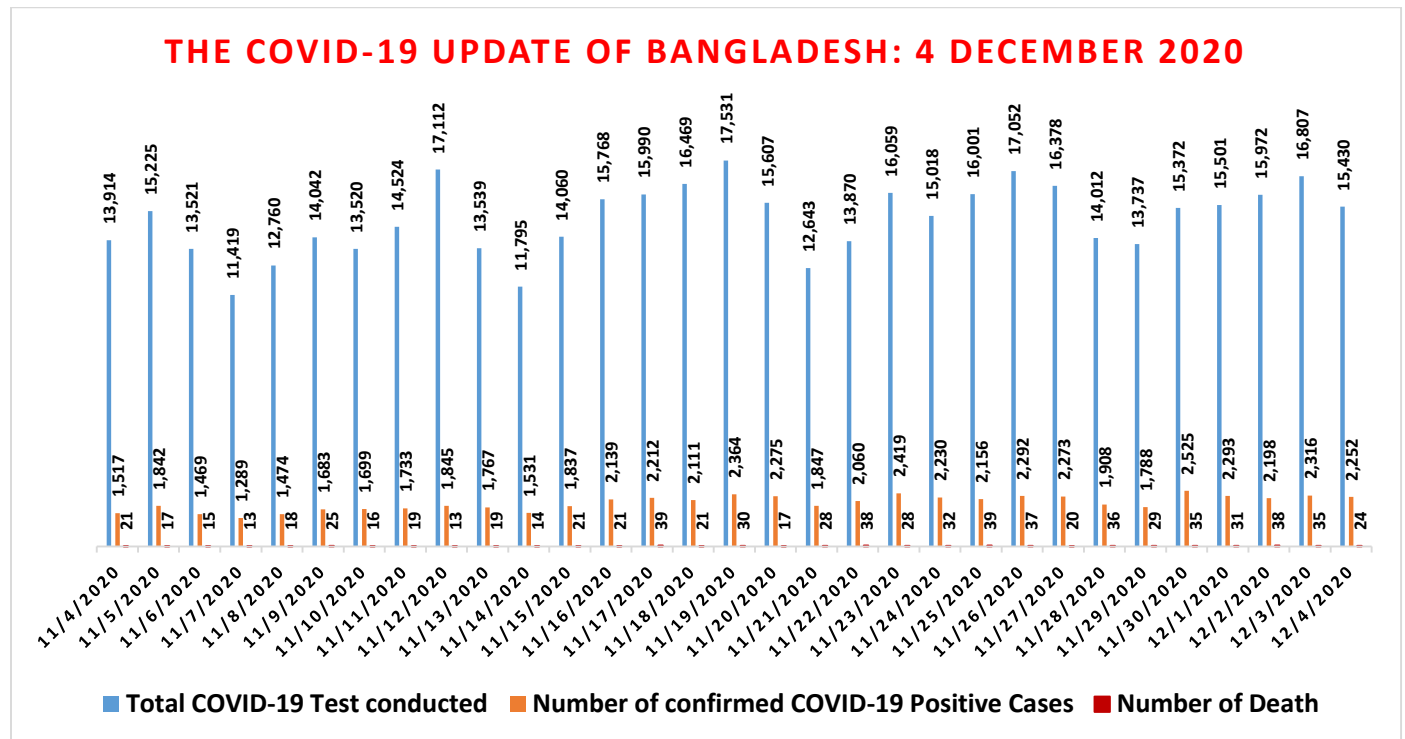 THE COVID-19 UPDATE OF BANGLADESH: 4 DECEMBER 2020
13,914 15,225 13,521 11,419 12,760 14,042 13,520 14,524 17,112 13,539 11,795 14,060 15,768 15,990 16,469 17,531 15,607 12,643 13,870 16,059 15,018 16,001 17,052 16,378 14,012 13,737 15,372 15,501 15,972 16,807 15,430
1,517 1,842 1,469 1,289 1,474 1,683 1,699 1,733 1,845 1,767 1,531 1,837 2,139 2,212 2,111 2,364 2,275 1,847 2,060 2,419 2,230 2,156 2,292 2,273 1,908 1,788 2,525 2,293 2,198 2,316 2,252
21 17 15 13 18 25 16 19 13 19 14 21 21 39 21 30 17 28 38 28 32 39 37 20 36 29 35 31 38 35 24
11/4/2020 11/5/2020 11/6/2020 11/7/2020 11/8/2020 11/9/2020 11/10/2020 11/11/2020 11/12/2020 11/13/2020 11/14/2020 11/15/2020 11/16/2020 11/17/2020 11/18/2020 11/19/2020 11/20/2020 11/21/2020 11/22/2020 11/23/2020 11/24/2020 11/25/2020 11/26/2020 11/27/2020 11/28/2020 11/29/2020 11/30/2020 12/1/2020 12/2/2020 12/3/2020 12/4/2020
Total COVID-19 Test conducted Number of confirmed COVID-19 Positive Cases Number of Death